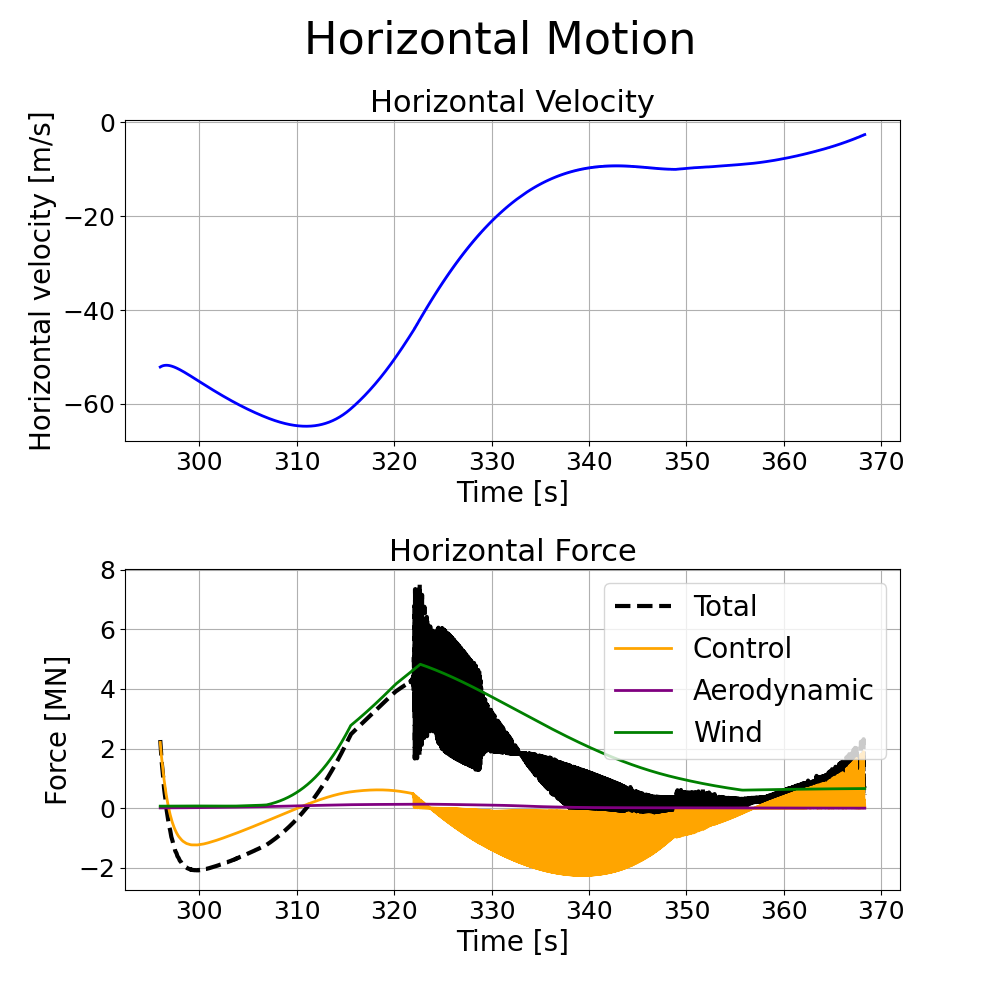 Horizontal Motion
Horizontal Velocity
Horizontal velocity [m/s]
0
−20
−40
−60
300 310 320 330 340 350 360 370
Time [s]
Horizontal Force
Force [MN]
8
6
4
2
0
−2
Total
Control
Aerodynamic
Wind
300 310 320 330 340 350 360 370
Time [s]